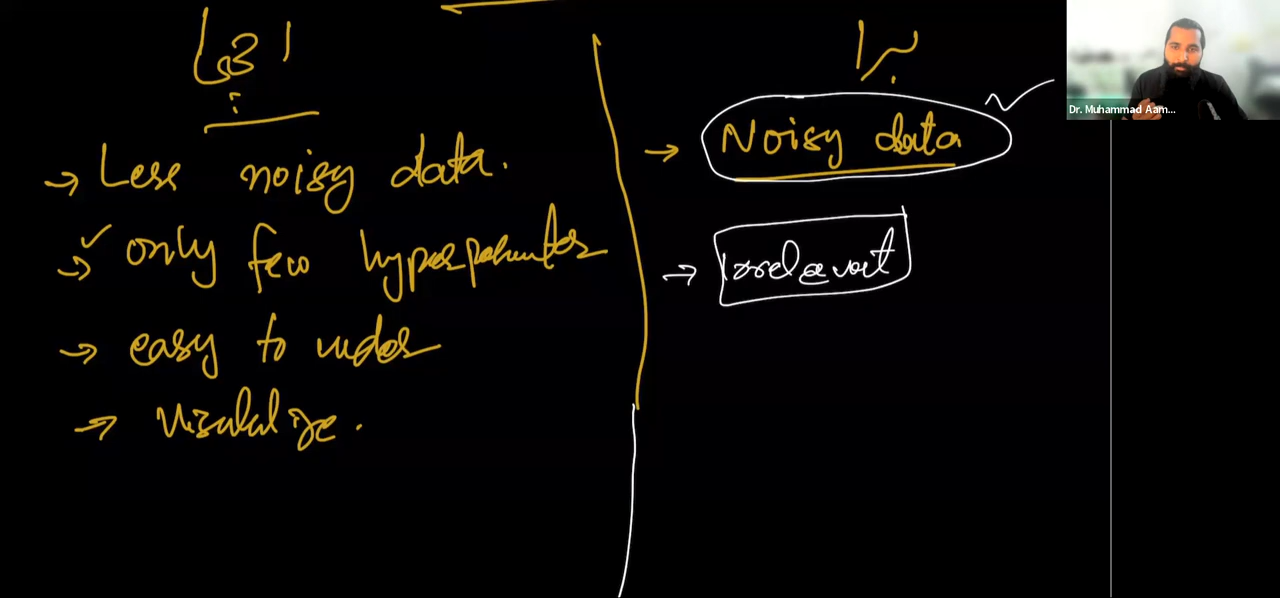 اچھا
→ Less noisy data.
→ only few hyperparameters
→ easy to under
→ Visualize.
برا
→ Noisy data
→ Irrelevant
Dr. Muhammad Aam...